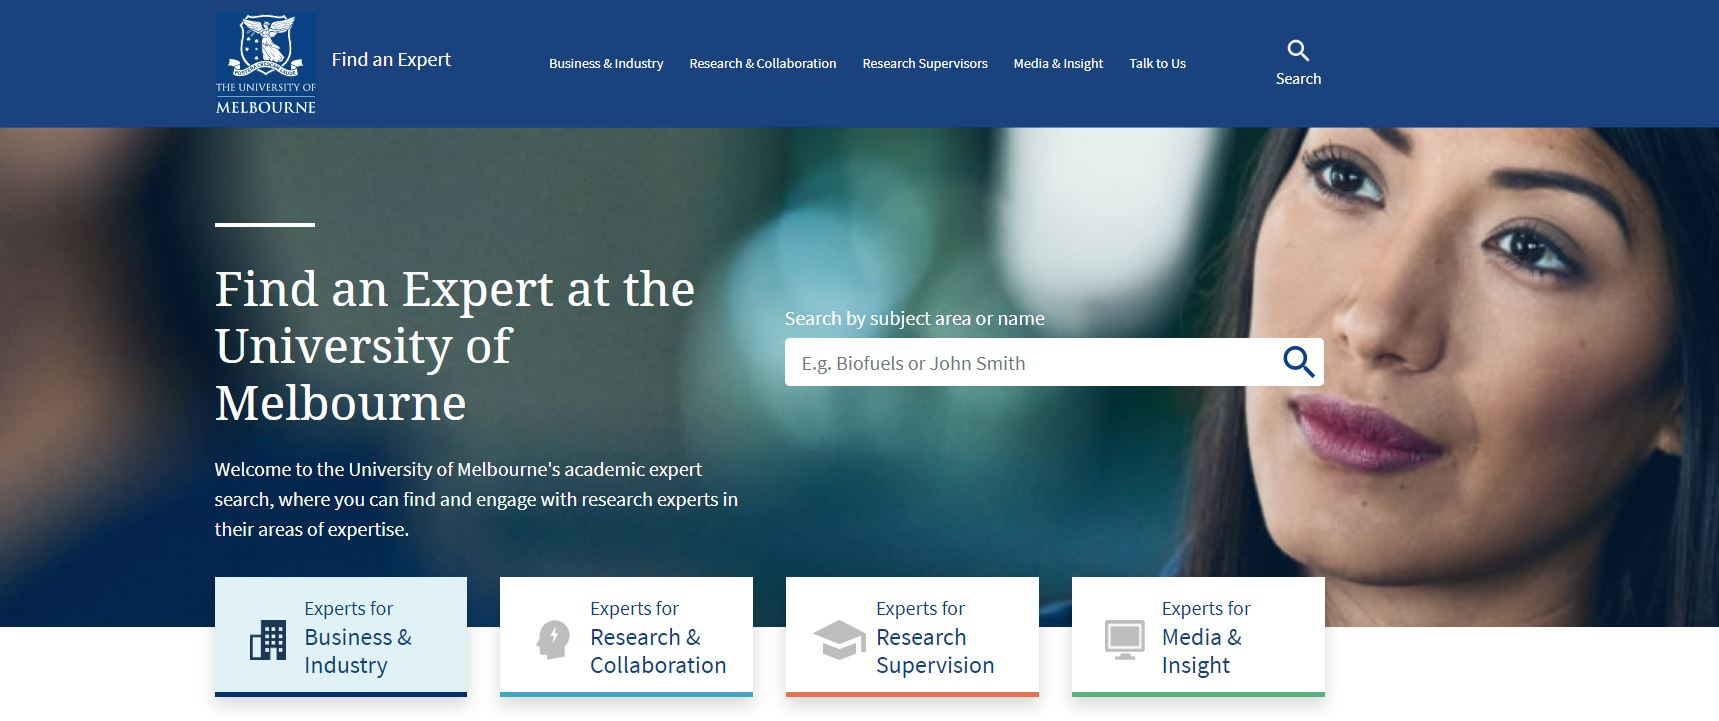 THE UNIVERSITY OF
MELBOURNE
Find an Expert
Business & Industry
Research & Collaboration
Research Supervisors
Media & Insight
Talk to Us
Search
Find an Expert at the
University of
Melbourne
Welcome to the University of Melbourne's academic expert
search, where you can find and engage with research experts in
their areas of expertise.
Search by subject area or name
E.g. Biofuels or John Smith
Experts for
Business &
Industry
Experts for
Research &
Collaboration
Experts for
Research
Supervision
Experts for
Media &
Insight